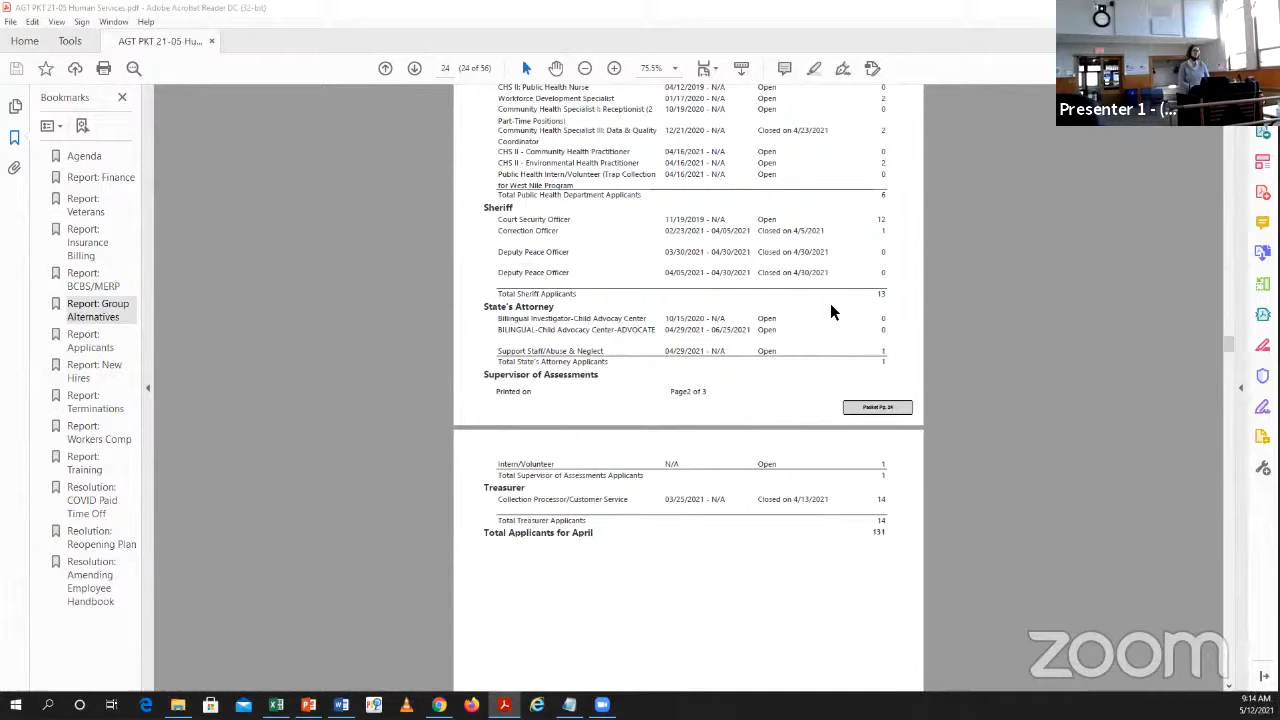 AGT PKT 21-05 Human Services.pdf - Adobe Acrobat Reader DC (32-bit)
File Edit View Sign Window Help
Home Tools AGT PKT 21-05 Hu... ×
24 (24 of 56) 75.5%
Bookmarks
Agenda
Report: Finance
Report:
Veterans
Report:
Insurance
Billing
Report:
BCBS/MERP
Report: Group
Alternatives
Report:
Applicants
Report: New
Hires
Report:
Terminations
Report:
Workers Comp
Report:
Training
Resolution:
COVID Paid
Time Off
Reolution:
Reopening Plan
Resolution:
Amending
Employee
Handbook
CHS II: Public Health Nurse 04/12/2019 - N/A Open 0
Workforce Development Specialist 01/17/2020 - N/A Open 2
Community Health Specialist I: Receptionist (2 10/19/2020 - N/A Open 0
Part-Time Positions)
Community Health Specialist III: Data & Quality 12/21/2020 - N/A Closed on 4/23/2021 2
Coordinator
CHS II - Community Health Practitioner 04/16/2021 - N/A Open 0
CHS II - Environmental Health Practitioner 04/16/2021 - N/A Open 2
Public Health Intern/Volunteer (Trap Collection 04/16/2021 - N/A Open 0
for West Nile Program
Total Public Health Department Applicants 6
Sheriff
Court Security Officer 11/19/2019 - N/A Open 12
Correction Officer 02/23/2021 - 04/05/2021 Closed on 4/5/2021 1
Deputy Peace Officer 03/30/2021 - 04/30/2021 Closed on 4/30/2021 0
Deputy Peace Officer 04/05/2021 - 04/30/2021 Closed on 4/30/2021 0
Total Sheriff Applicants 13
State's Attorney
Billingual Investigator-Child Advocay Center 10/15/2020 - N/A Open 0
BILINGUAL-Child Advocacy Center-ADVOCATE 04/29/2021 - 06/25/2021 Open 0
Support Staff/Abuse & Neglect 04/29/2021 - N/A Open 1
Total State's Attorney Applicants 1
Supervisor of Assessments
Printed on Page2 of 3
Packet Pg. 24
Intern/Volunteer N/A Open 1
Total Supervisor of Assessments Applicants 1
Treasurer
Collection Processor/Customer Service 03/25/2021 - N/A Closed on 4/13/2021 14
Total Treasurer Applicants 14
Total Applicants for April 131
Presenter 1 - (...
zoom
9:14 AM
5/12/2021